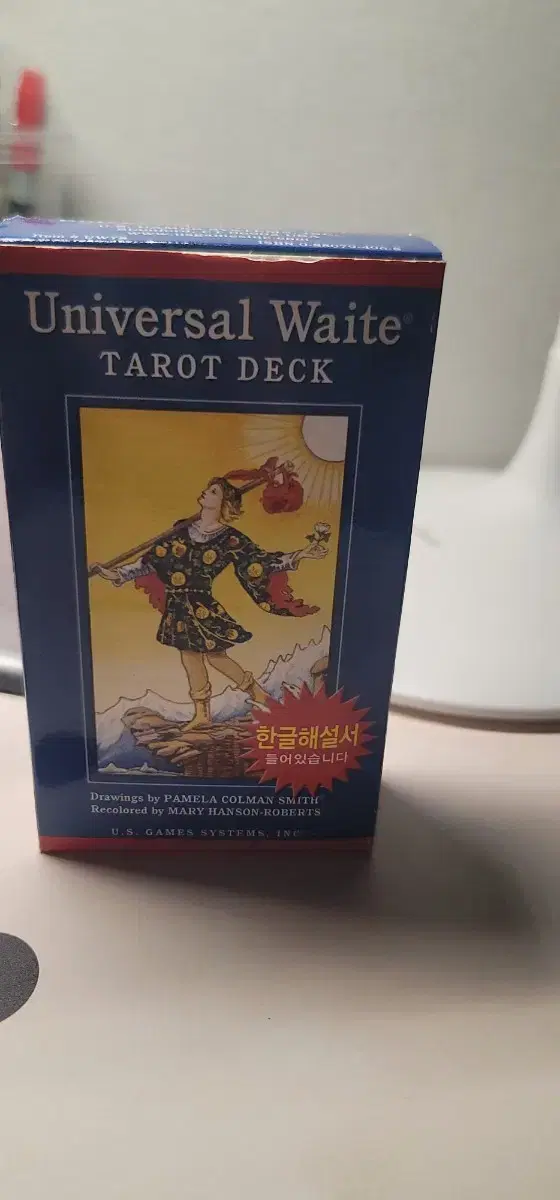 Universal Waite®
TAROT DECK
한글해설서
들어있습니다
Drawings by PAMELA COLMAN SMITH
Recolored by MARY HANSON-ROBERTS
U.S. GAMES SYSTEMS, INC.